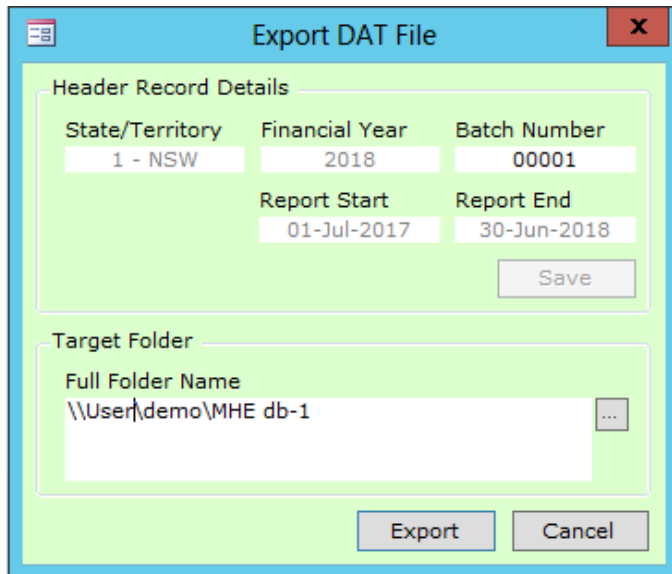 Export DAT File
x
Header Record Details
State/Territory Financial Year Batch Number
1 - NSW 2018 00001
Report Start Report End
01-Jul-2017 30-Jun-2018
Save
Target Folder
Full Folder Name
\\User\demo\MHE db-1
...
Export Cancel